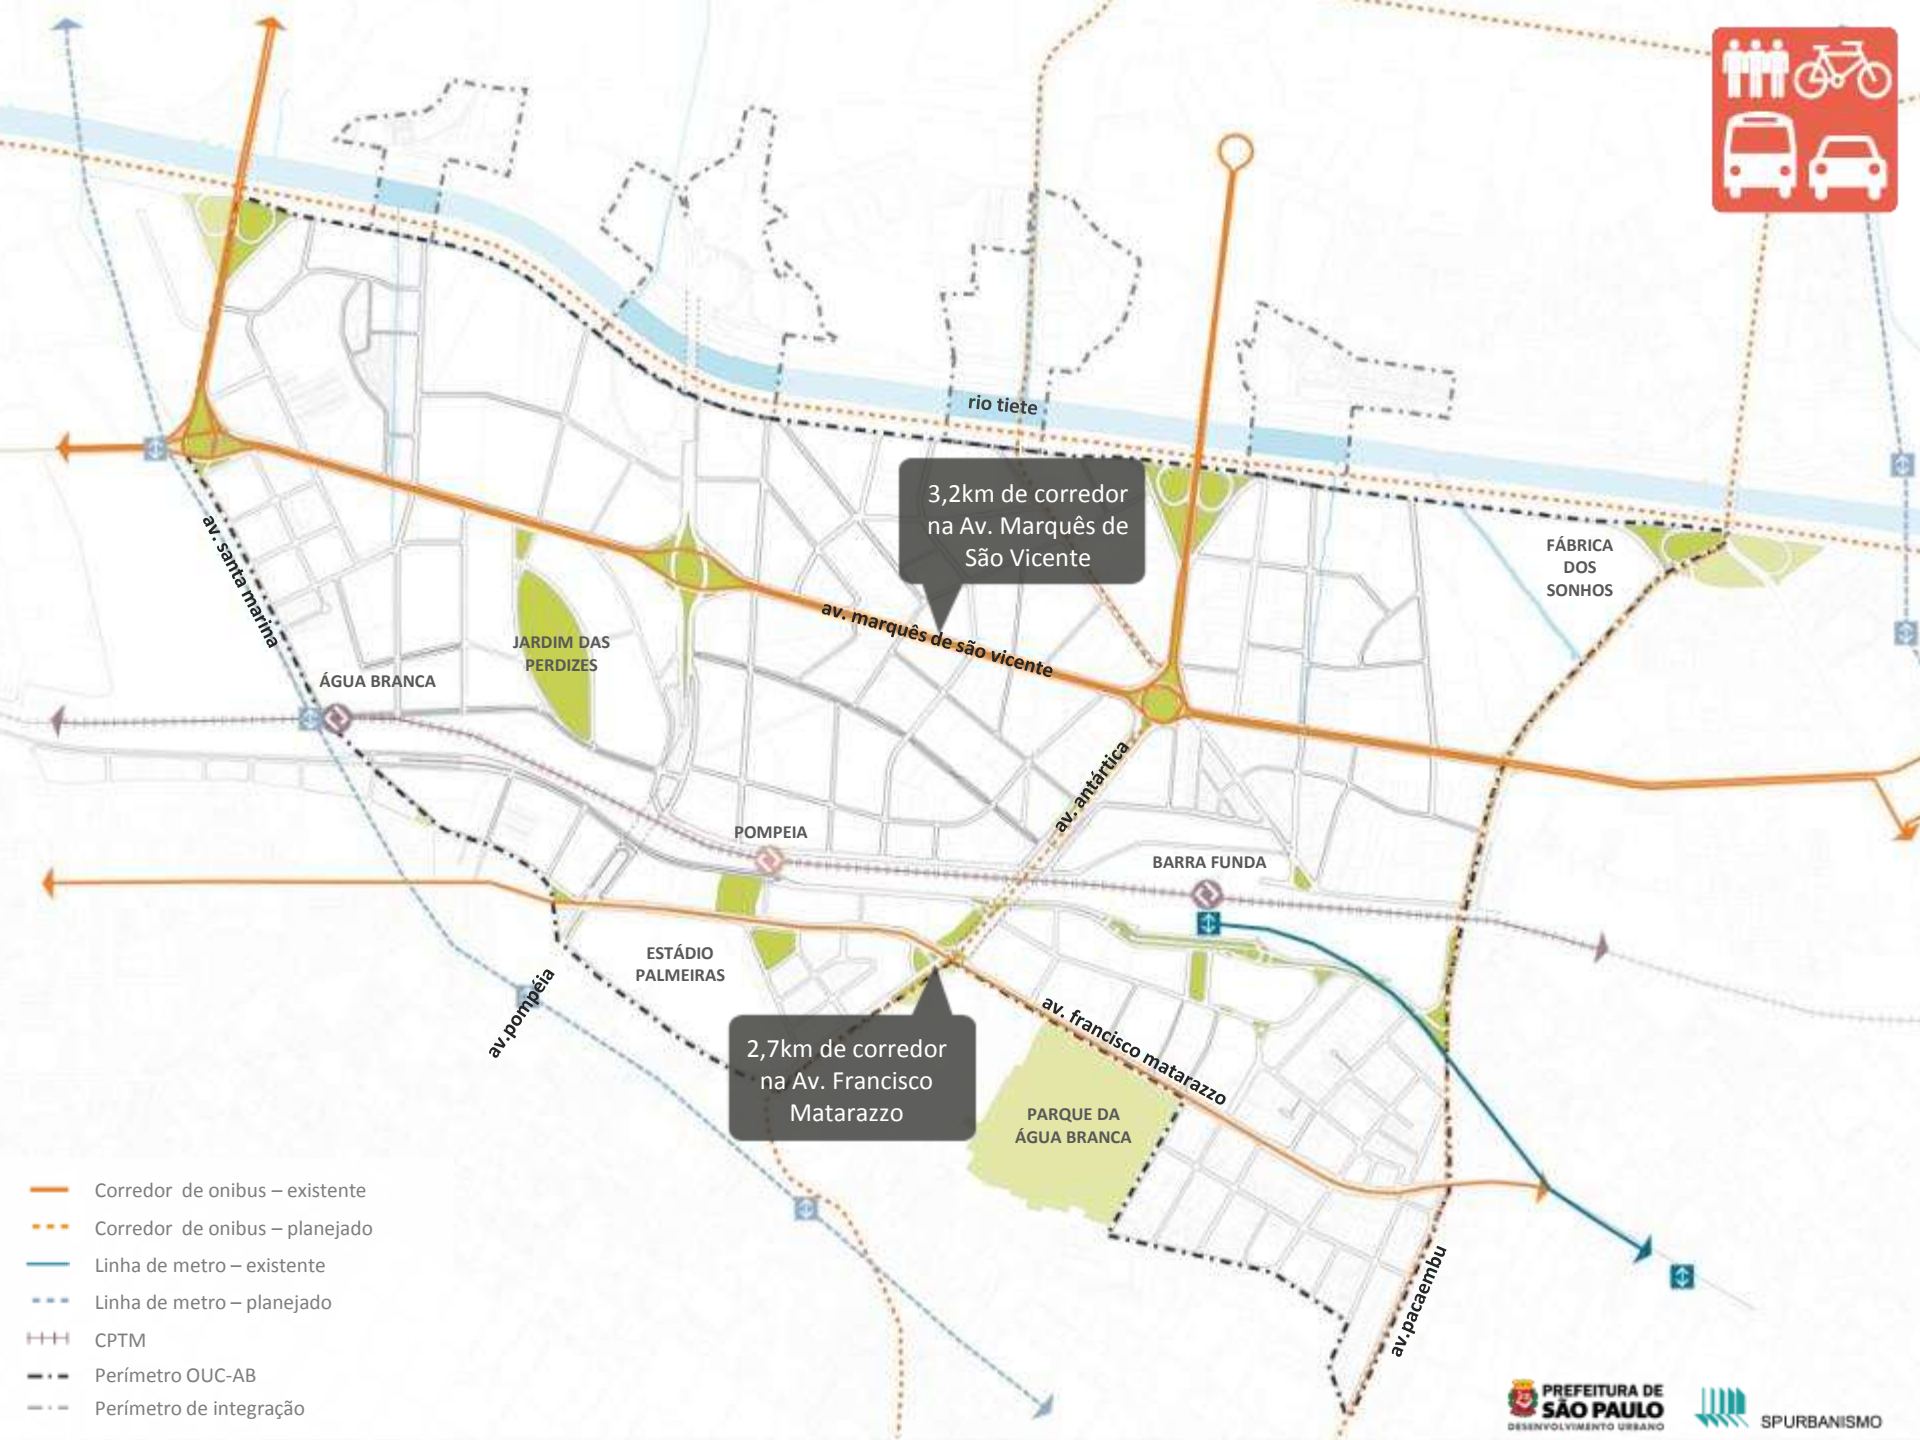 rio tiete
3,2km de corredor
na Av. Marquês de
São Vicente
FÁBRICA
DOS
SONHOS
av. santa marina
av. marquês de são vicente
JARDIM DAS
PERDIZES
ÁGUA BRANCA
av. antártica
POMPEIA
BARRA FUNDA
ESTÁDIO
PALMEIRAS
av.pompéia
av. francisco matarazzo
2,7km de corredor
na Av. Francisco
Matarazzo
PARQUE DA
ÁGUA BRANCA
av.pacaembu
Corredor de onibus – existente
Corredor de onibus – planejado
Linha de metro – existente
Linha de metro – planejado
CPTM
Perímetro OUC-AB
Perímetro de integração
PREFEITURA DE
SÃO PAULO
DESENVOLVIMENTO URBANO
SPURBANISMO